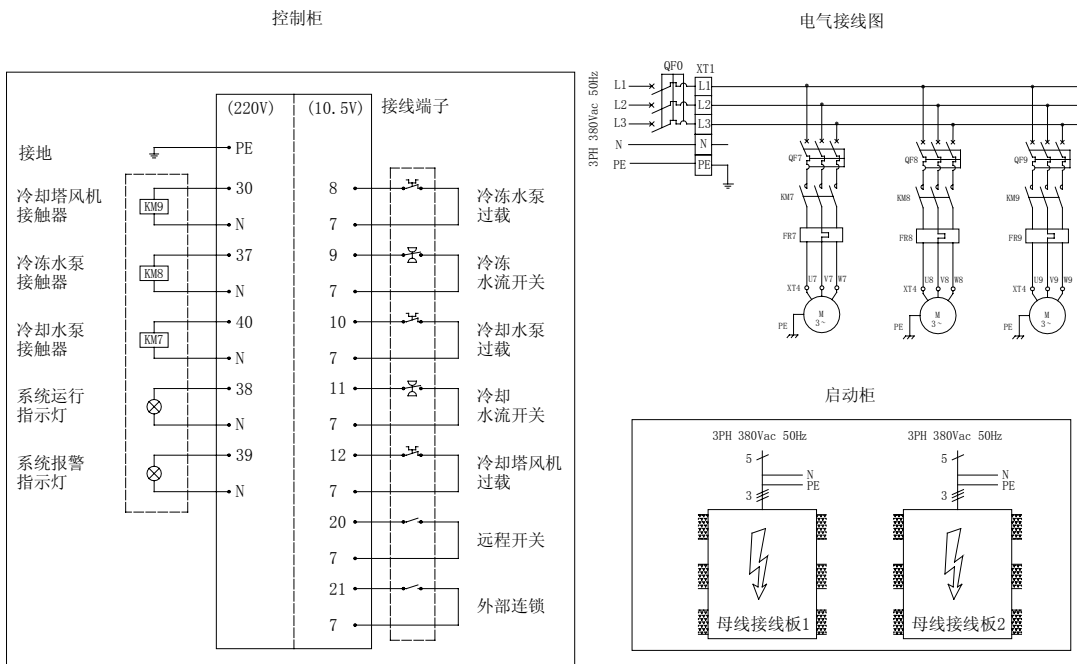 控制柜
(220V)
(10.5V)
接线端子
接地
PE
冷却塔风机
接触器
KM9
30
N
8
7
冷冻水泵
过载
冷冻水泵
接触器
KM8
37
N
9
7
冷冻
水流开关
冷却水泵
接触器
KM7
40
N
10
7
冷却水泵
过载
系统运行
指示灯
38
N
11
7
冷却
水流开关
系统报警
指示灯
39
N
12
7
冷却塔风机
过载
20
7
远程开关
21
7
外部连锁
电气接线图
3PH 380Vac 50Hz
QF0
XT1
L1
L1
L2
L2
L3
L3
N
N
PE
PE
QF7
QF8
QF9
KM7
KM8
KM9
FR7
FR8
FR9
XT4
U7
V7
W7
XT4
U8
V8
W8
XT4
U9
V9
W9
M
3~
M
3~
M
3~
PE
PE
PE
启动柜
3PH 380Vac 50Hz
5
N
PE
3
母线接线板1
3PH 380Vac 50Hz
5
N
PE
3
母线接线板2